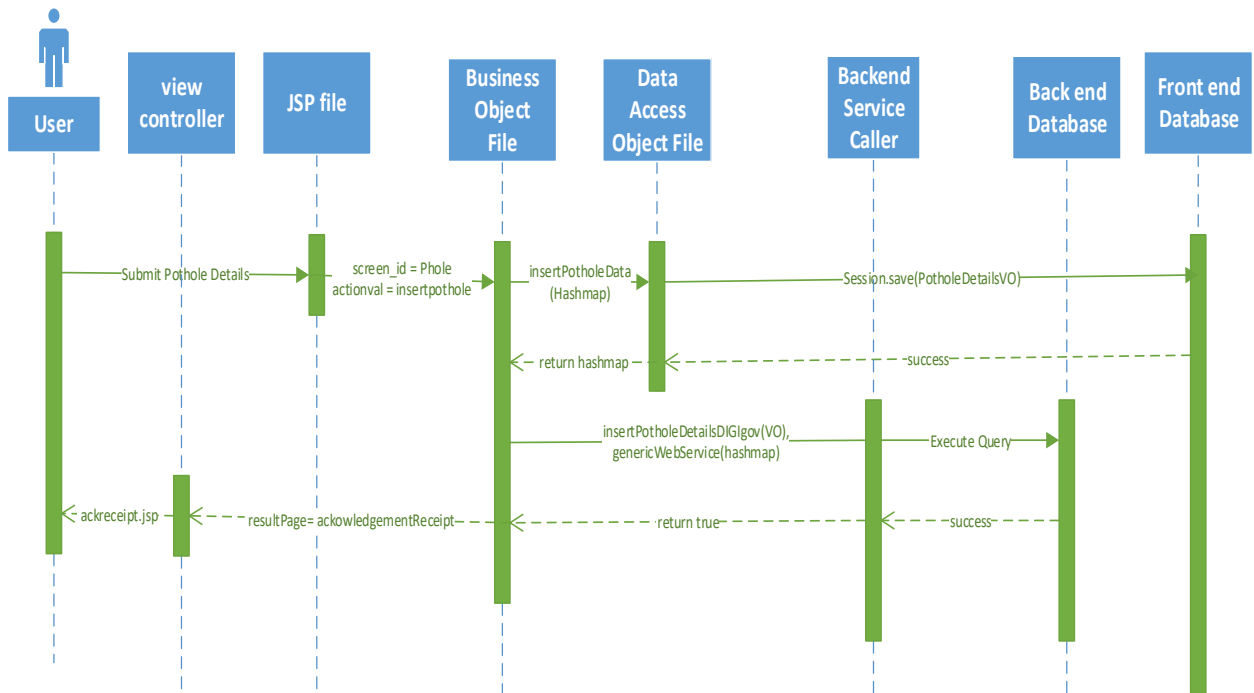 User
view
controller
JSP file
Business
Object
File
Data
Access
Object File
Backend
Service
Caller
Back end
Database
Front end
Database
Submit Pothole Details
screen_id = Phole
actionval = insertpothole
insertPotholeData
(Hashmap)
Session.save(PotholeDetailsVO)
return hashmap
success
insertPotholeDetailsDIGIgov(VO),
genericWebService(hashmap)
Execute Query
ackreceipt.jsp
resultPage= ackowledgementReceipt
return true
success